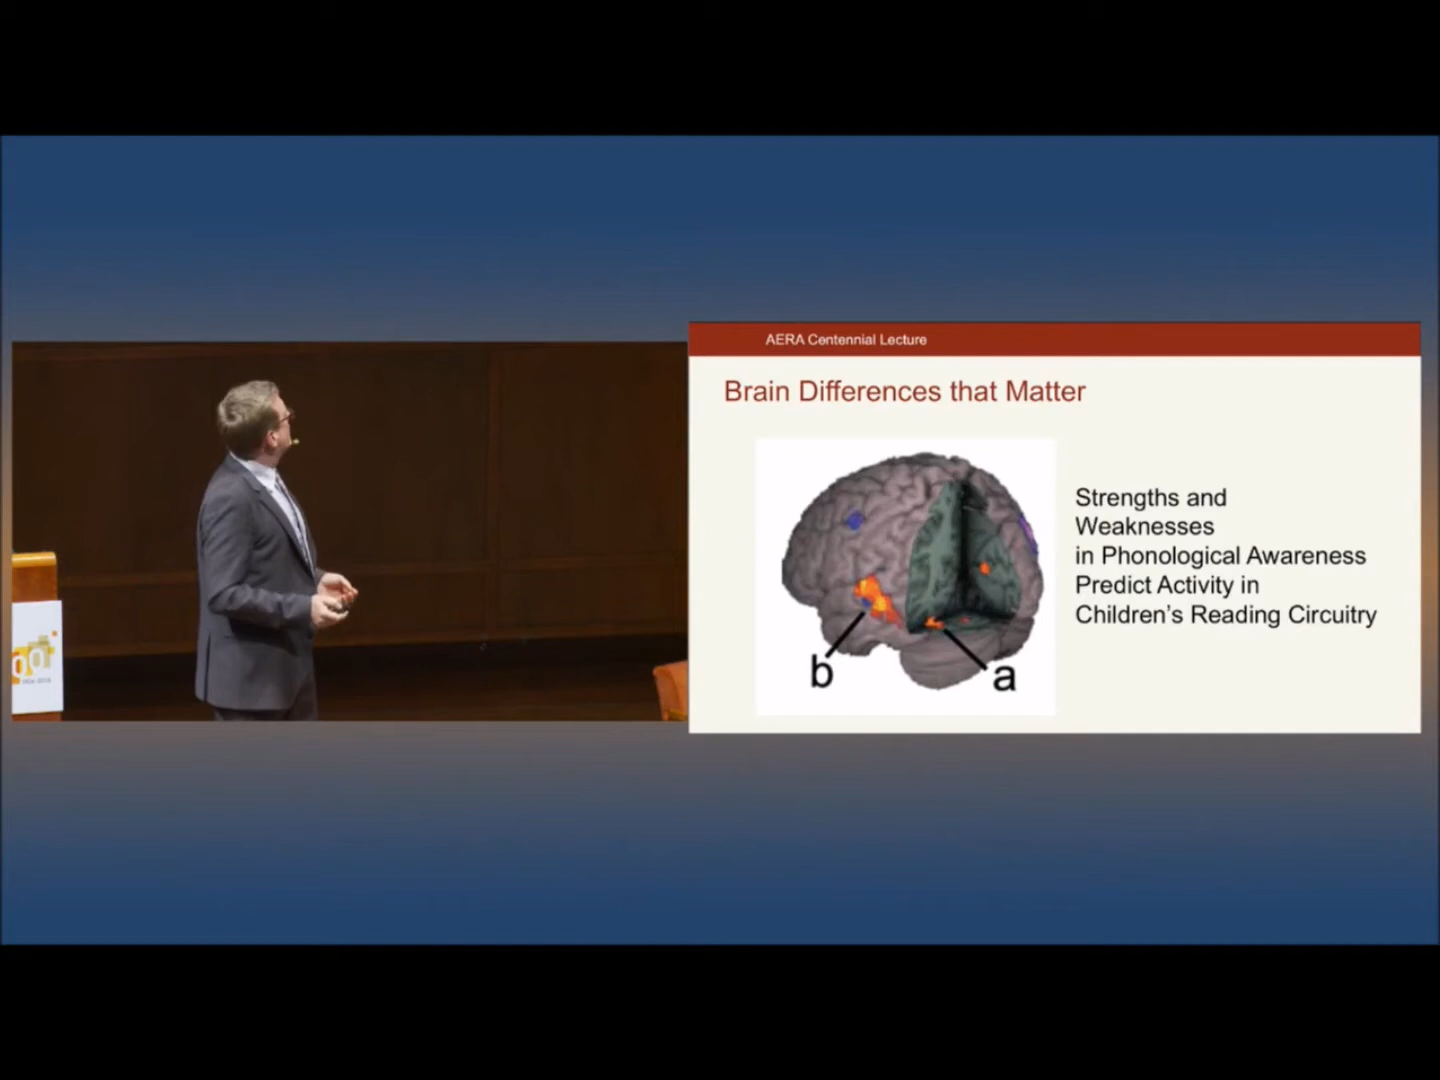 AERA Centennial Lecture
Brain Differences that Matter
Strengths and
Weaknesses
in Phonological Awareness
Predict Activity in
Children's Reading Circuitry
b
a